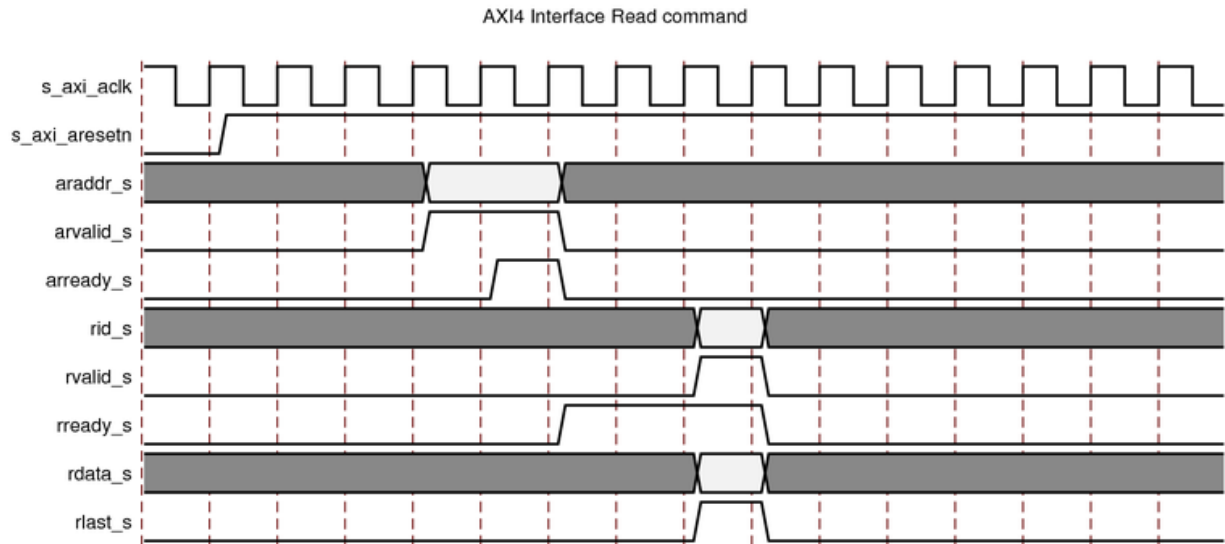 AXI4 Interface Read command
s_axi_aclk
s_axi_aresetn
araddr_s
arvalid_s
arready_s
rid_s
rvalid_s
rready_s
rdata_s
rlast_s